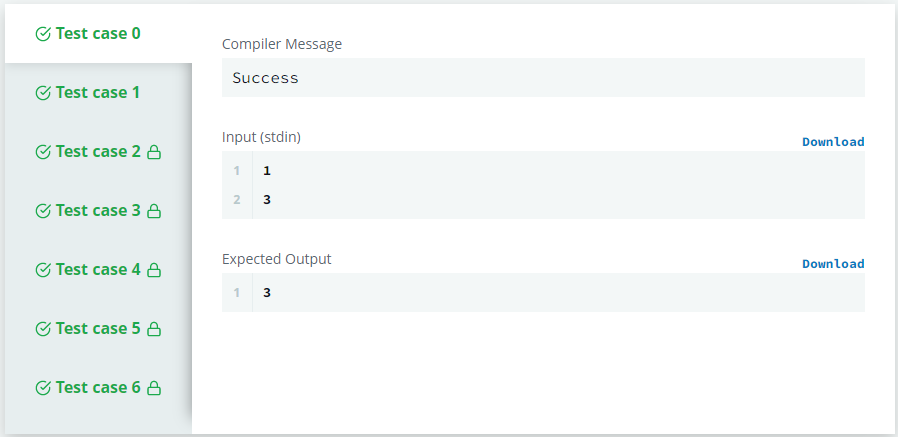 Test case 0
Test case 1
Test case 2
Test case 3
Test case 4
Test case 5
Test case 6
Compiler Message
Success
Input (stdin)
Download
1 1
2 3
Expected Output
Download
1 3